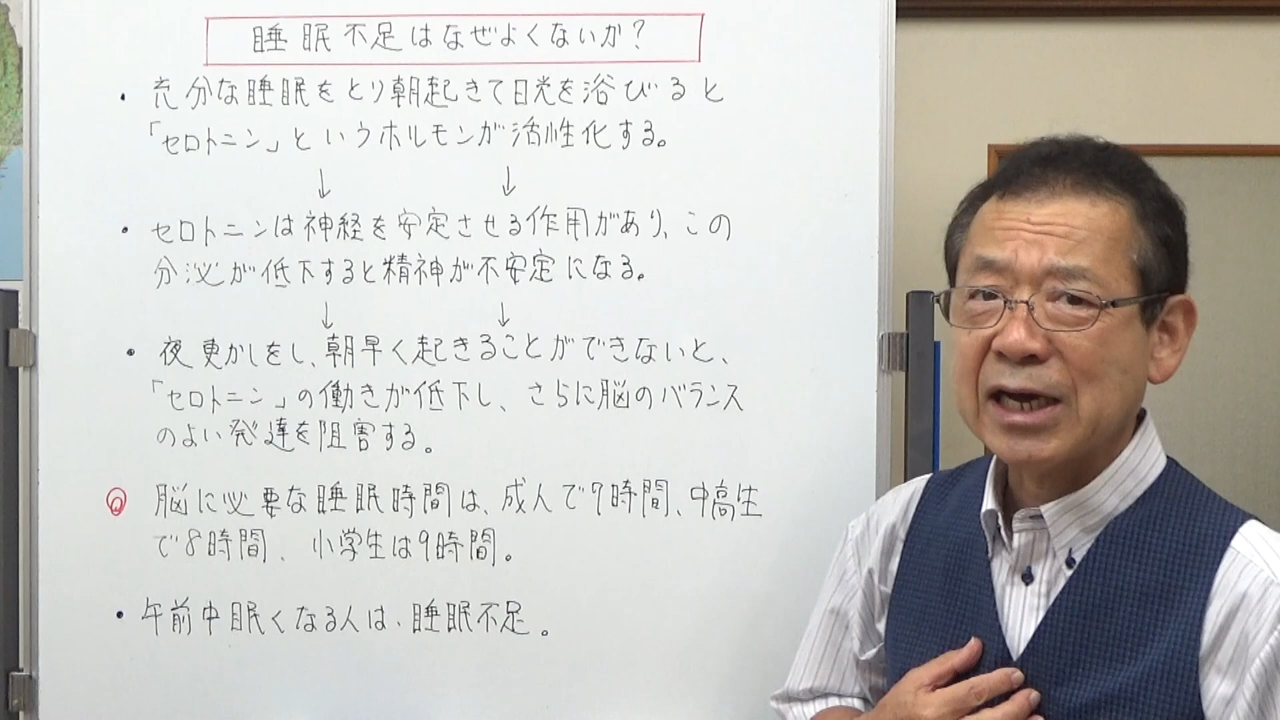 睡眠不足はなぜよくないか?
・充分な睡眠をとり朝起きて日光を浴びると
「セロトニン」というホルモンが活性化する。
↓ ↓
・セロトニンは神経を安定させる作用があり、この
分泌が低下すると精神が不安定になる。
↓ ↓
・夜更かしをし、朝早く起きることができないと、
「セロトニン」の働きが低下し、さらに脳のバランス
のよい発達を阻害する。
◎ 脳に必要な睡眠時間は、成人で7時間、中高生
で8時間、小学生は9時間。
・午前中眠くなる人は、睡眠不足。